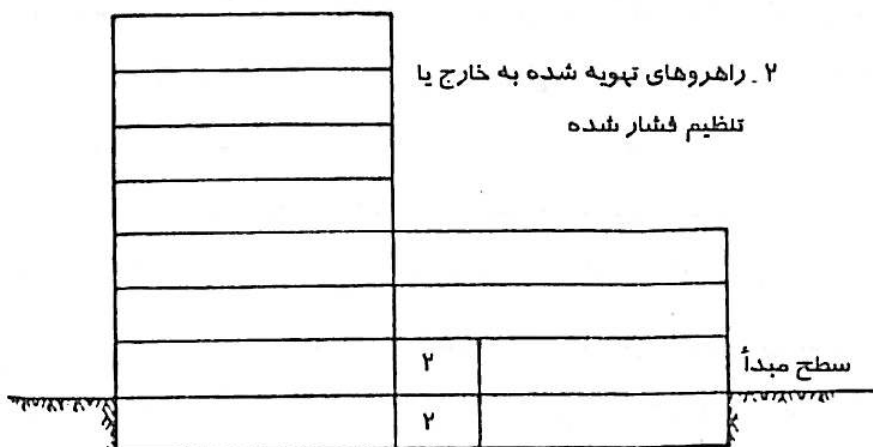 ۲. راهروهای تهویه شده به خارج یا
تنظیم فشار شده
۲
سطح مبدأ
۲